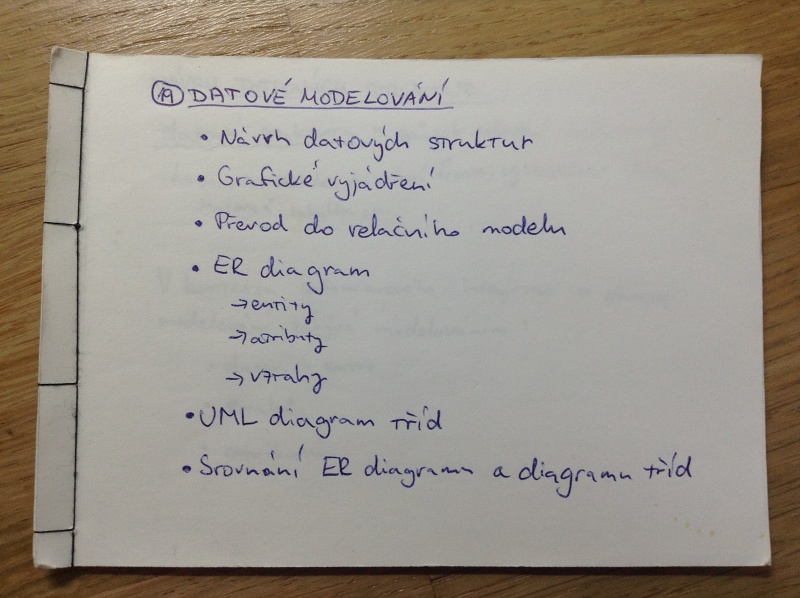 19 DATOVÉ MODELOVÁNÍ
• Návrh datových struktur
• Grafické vyjádření
• Převod do relačního modelu
• ER diagram
→ entity
→ atributy
→ vztahy
• UML diagram tříd
• Srovnání ER diagramu a diagramu tříd